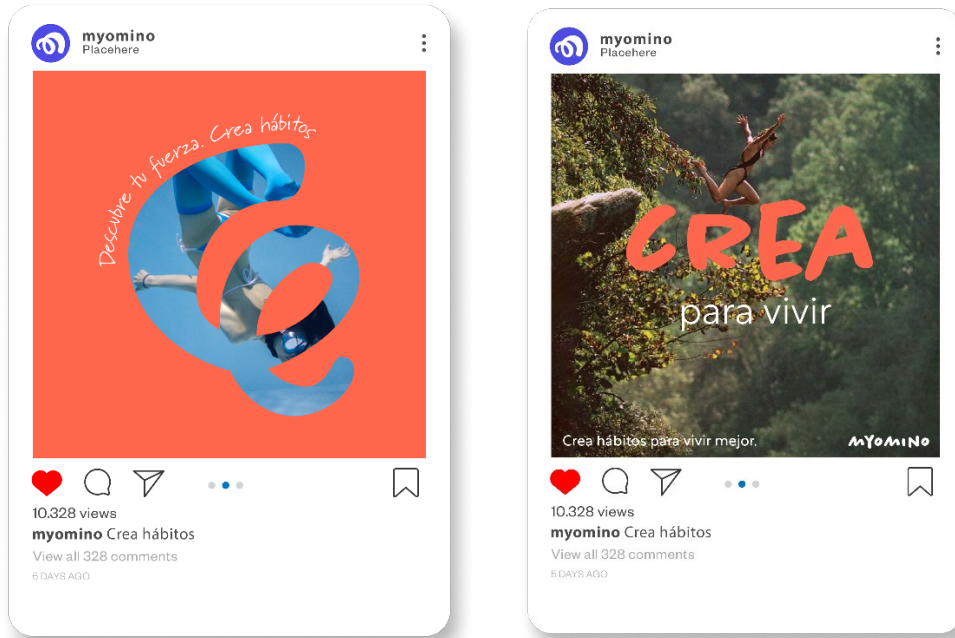 myomino
Placehere
Descubre tu fuerza. Crea hábitos
10.328 views
myomino Crea hábitos
View all 328 comments
5 DAYS AGO
myomino
Placehere
CREA
para vivir
Crea hábitos para vivir mejor.
MYOMINO
10.328 views
myomino Crea hábitos
View all 328 comments
5 DAYS AGO